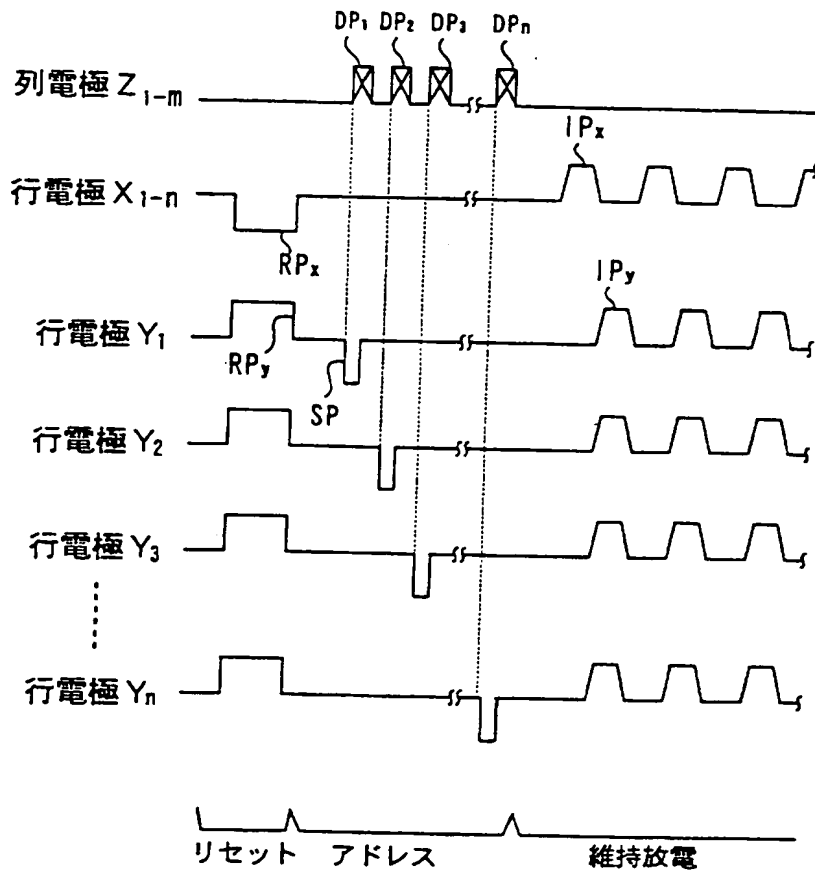 DP₁ DP₂ DP₃ DPn
列電極 Z₁₋ₘ
IPx
行電極 X₁₋ₙ
RPx
IPy
行電極 Y₁
RPy
SP
行電極 Y₂
行電極 Y₃
行電極 Yn
リセット アドレス 維持放電